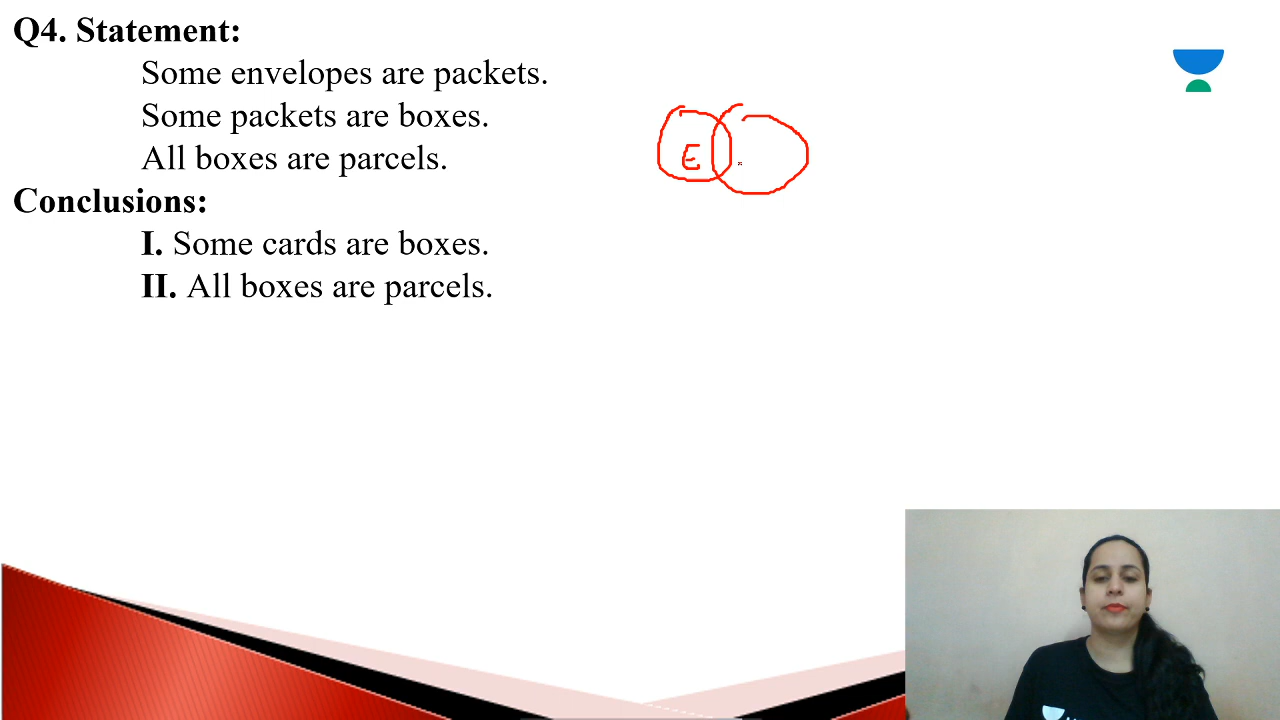 Q4. Statement:
Some envelopes are packets.
Some packets are boxes.
All boxes are parcels.
E
Conclusions:
I. Some cards are boxes.
II. All boxes are parcels.